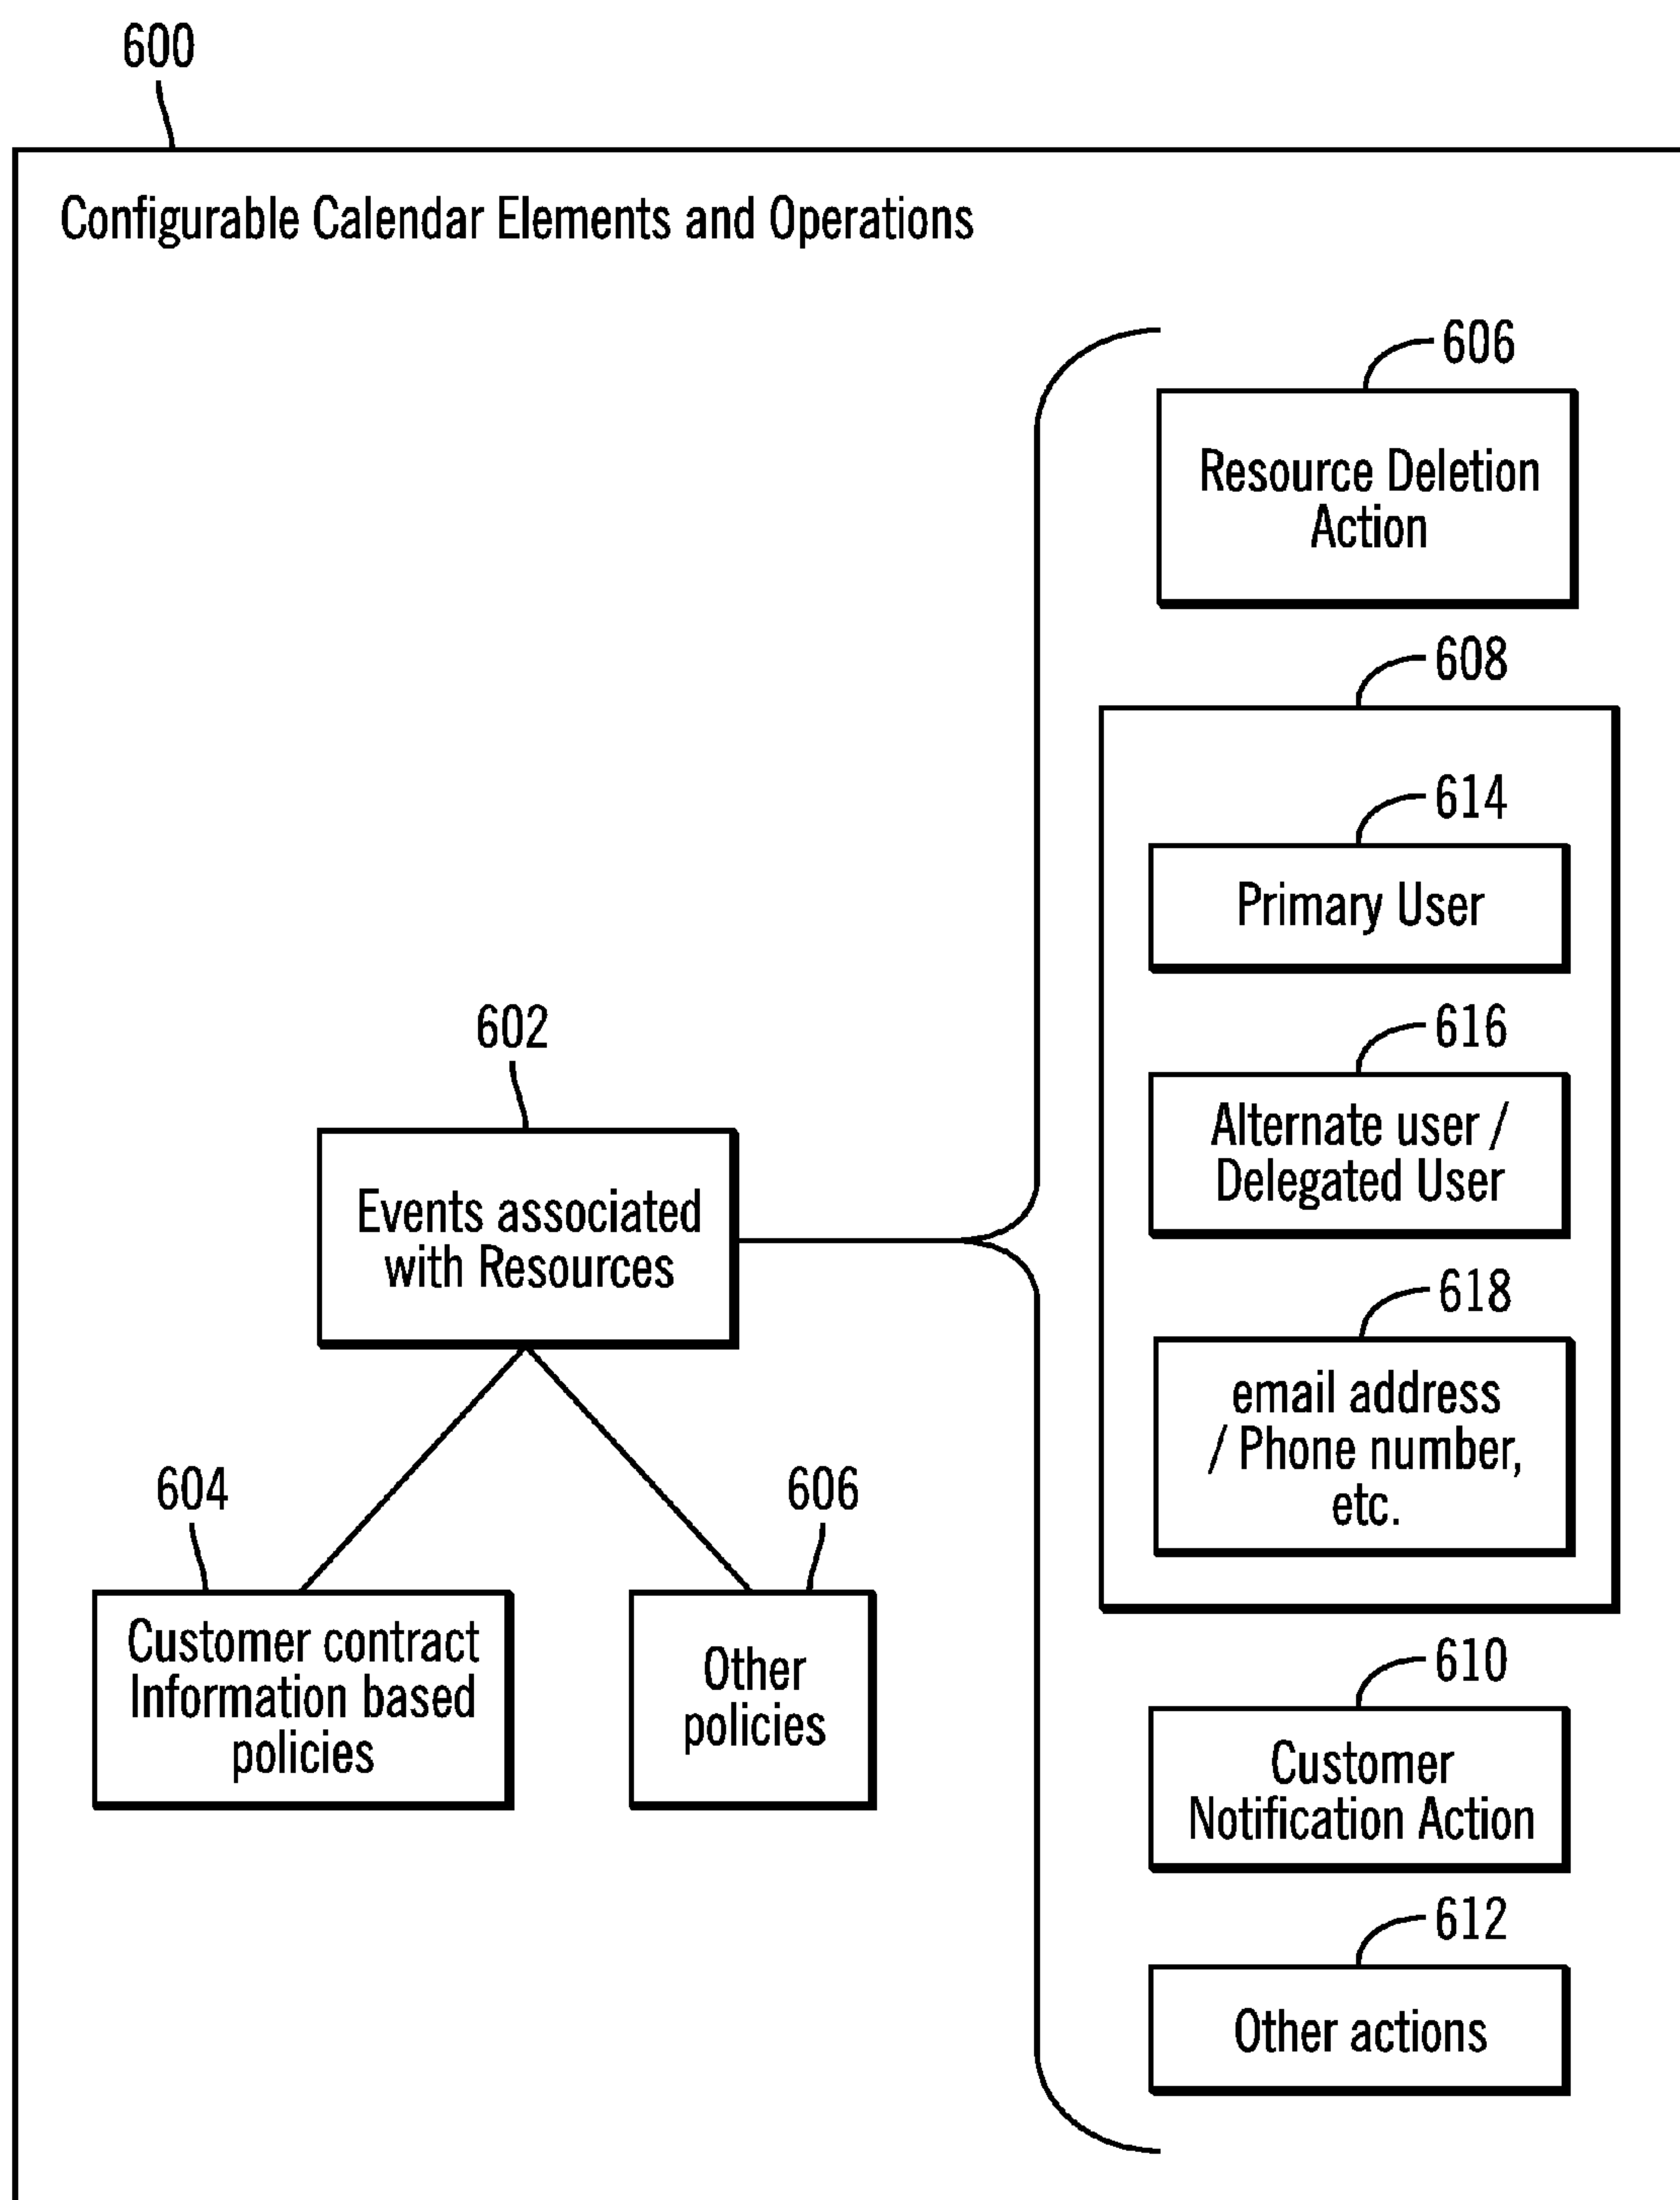 600
Configurable Calendar Elements and Operations
606
Resource Deletion
Action
608
614
Primary User
602
616
Alternate user /
Delegated User
Events associated
with Resources
618
email address
/ Phone number,
etc.
604
606
Customer contract
Information based
policies
Other
policies
610
Customer
Notification Action
612
Other actions